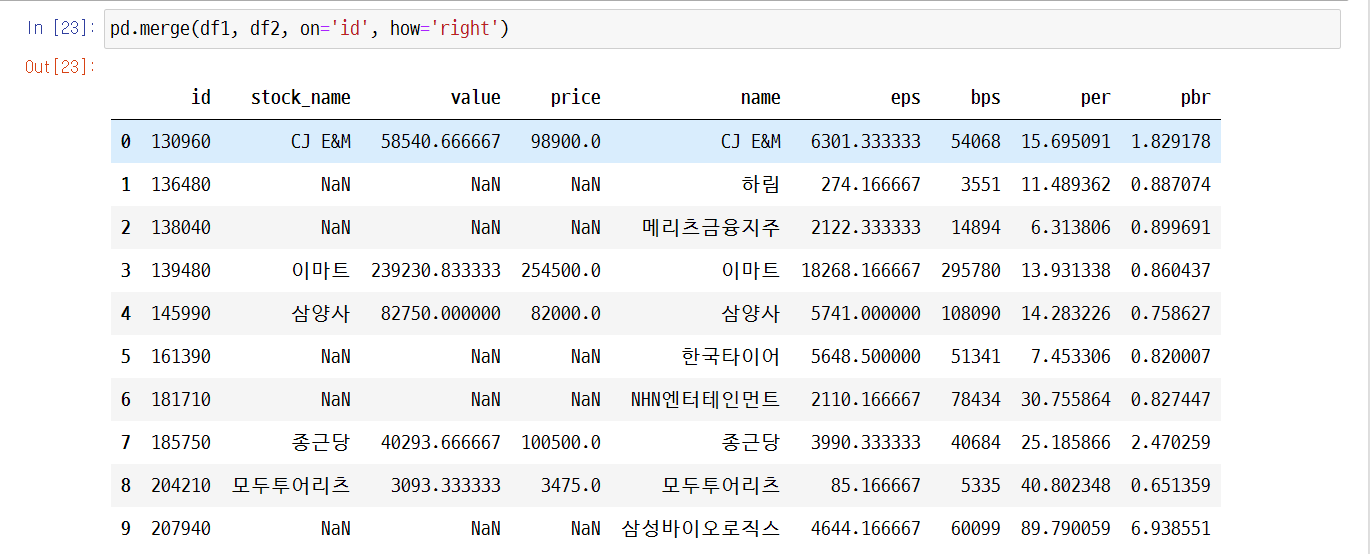 In [23]: pd.merge(df1, df2, on='id', how='right')
Out[23]:
id stock_name value price name eps bps per pbr
0 130960 CJ E&M 58540.666667 98900.0 CJ E&M 6301.333333 54068 15.695091 1.829178
1 136480 NaN NaN NaN 하림 274.166667 3551 11.489362 0.887074
2 138040 NaN NaN NaN 메리츠금융지주 2122.333333 14894 6.313806 0.899691
3 139480 이마트 239230.833333 254500.0 이마트 18268.166667 295780 13.931338 0.860437
4 145990 삼양사 82750.000000 82000.0 삼양사 5741.000000 108090 14.283226 0.758627
5 161390 NaN NaN NaN 한국타이어 5648.500000 51341 7.453306 0.820007
6 181710 NaN NaN NaN NHN엔터테인먼트 2110.166667 78434 30.755864 0.827447
7 185750 종근당 40293.666667 100500.0 종근당 3990.333333 40684 25.185866 2.470259
8 204210 모두투어리츠 3093.333333 3475.0 모두투어리츠 85.166667 5335 40.802348 0.651359
9 207940 NaN NaN NaN 삼성바이오로직스 4644.166667 60099 89.790059 6.938551